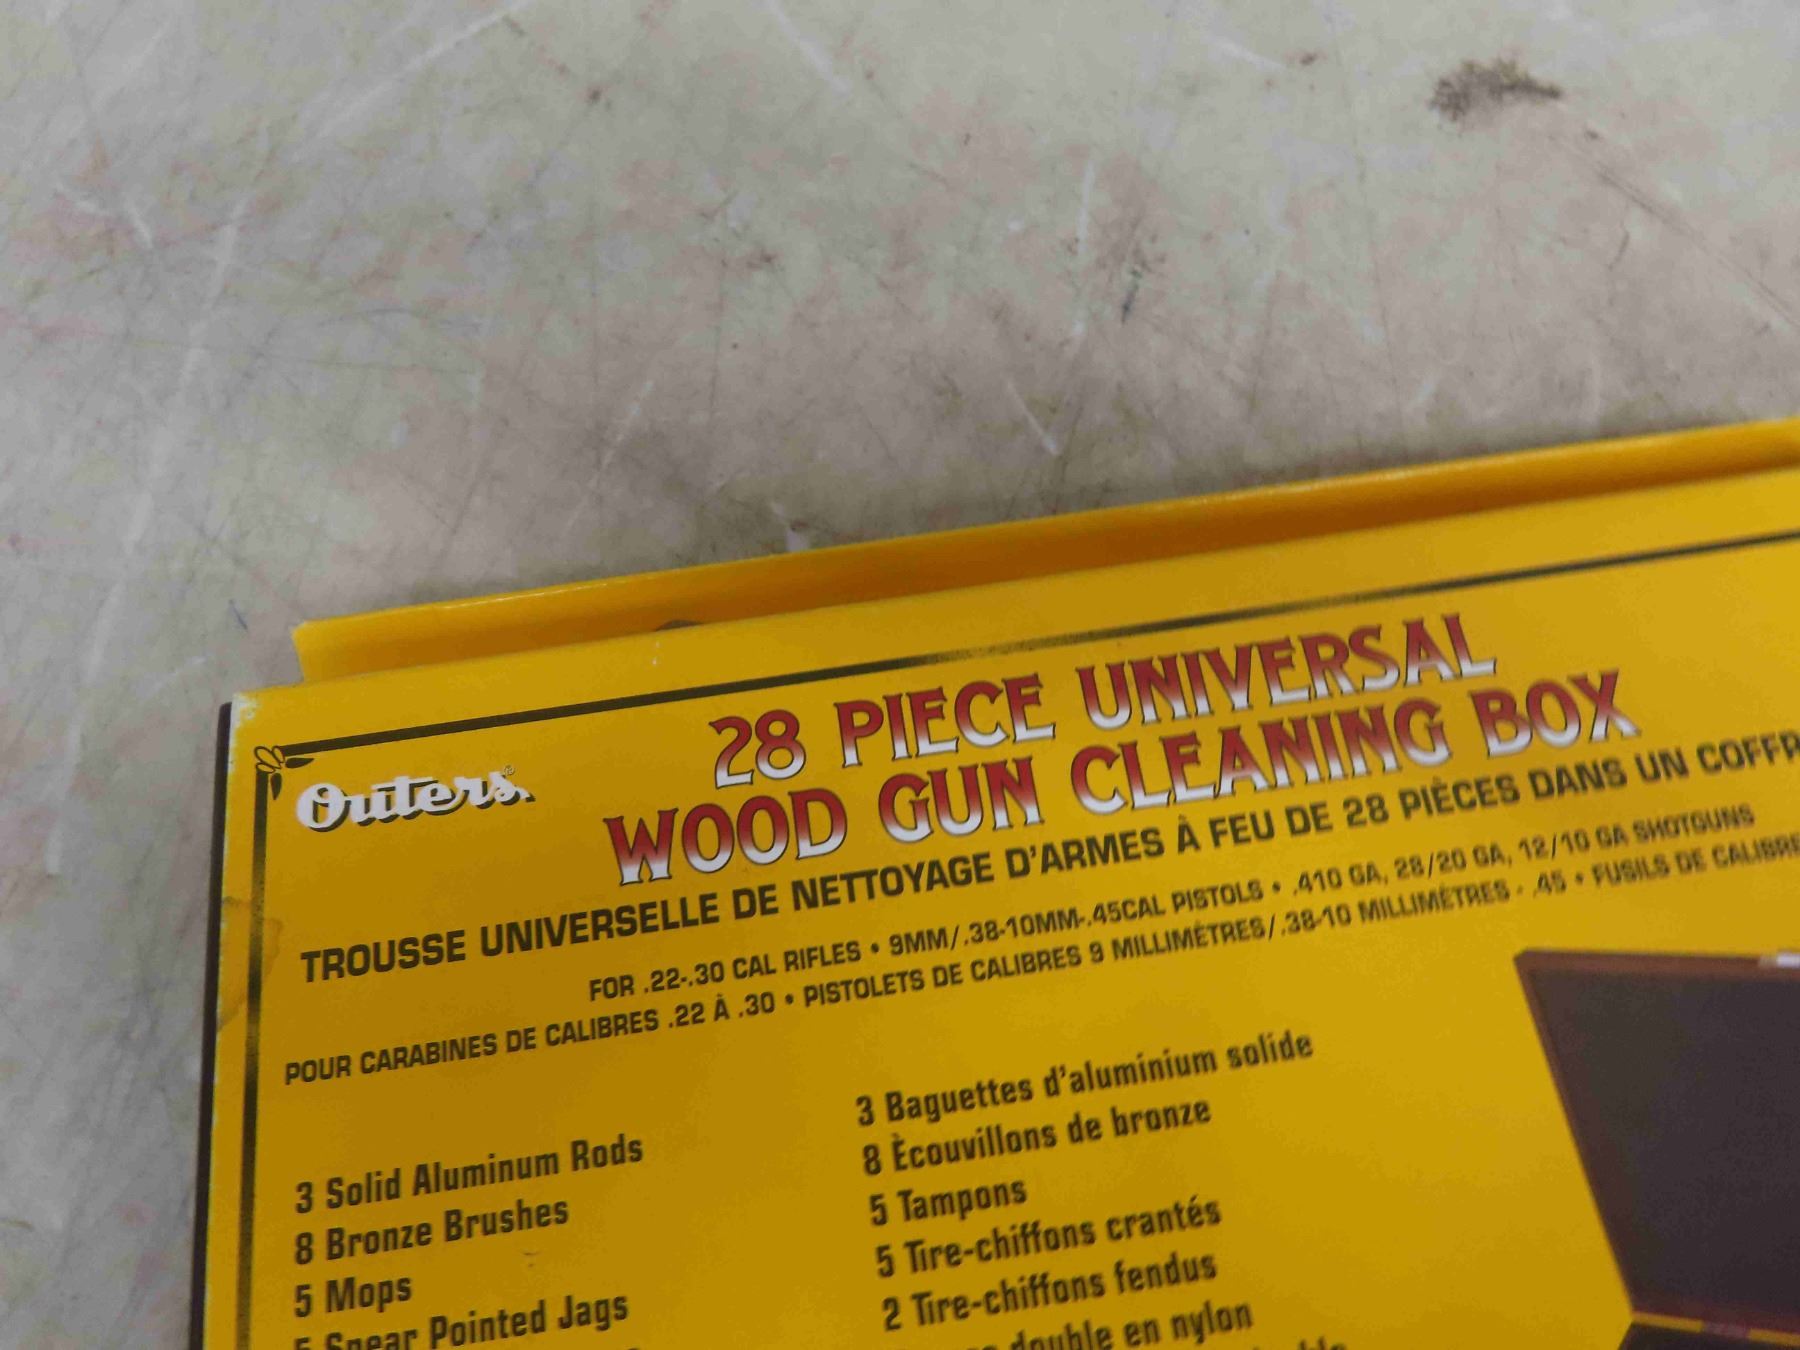 Outers®
28 PIECE UNIVERSAL
WOOD GUN CLEANING BOX
TROUSSE UNIVERSELLE DE NETTOYAGE D'ARMES À FEU DE 28 PIÈCES DANS UN COFFR
FOR .22-.30 CAL RIFLES • 9MM/.38-10MM-.45CAL PISTOLS • .410 GA, 28/20 GA, 12/10 GA SHOTGUNS
POUR CARABINES DE CALIBRES .22 À .30 • PISTOLETS DE CALIBRES 9 MILLIMÈTRES/.38-10 MILLIMÈTRES - .45 • FUSILS DE CALIBRE
3 Solid Aluminum Rods
8 Bronze Brushes
5 Mops
5 Spear Pointed Jags
3 Baguettes d'aluminium solide
8 Écouvillons de bronze
5 Tampons
5 Tire-chiffons crantés
2 Tire-chiffons fendus
double en nylon